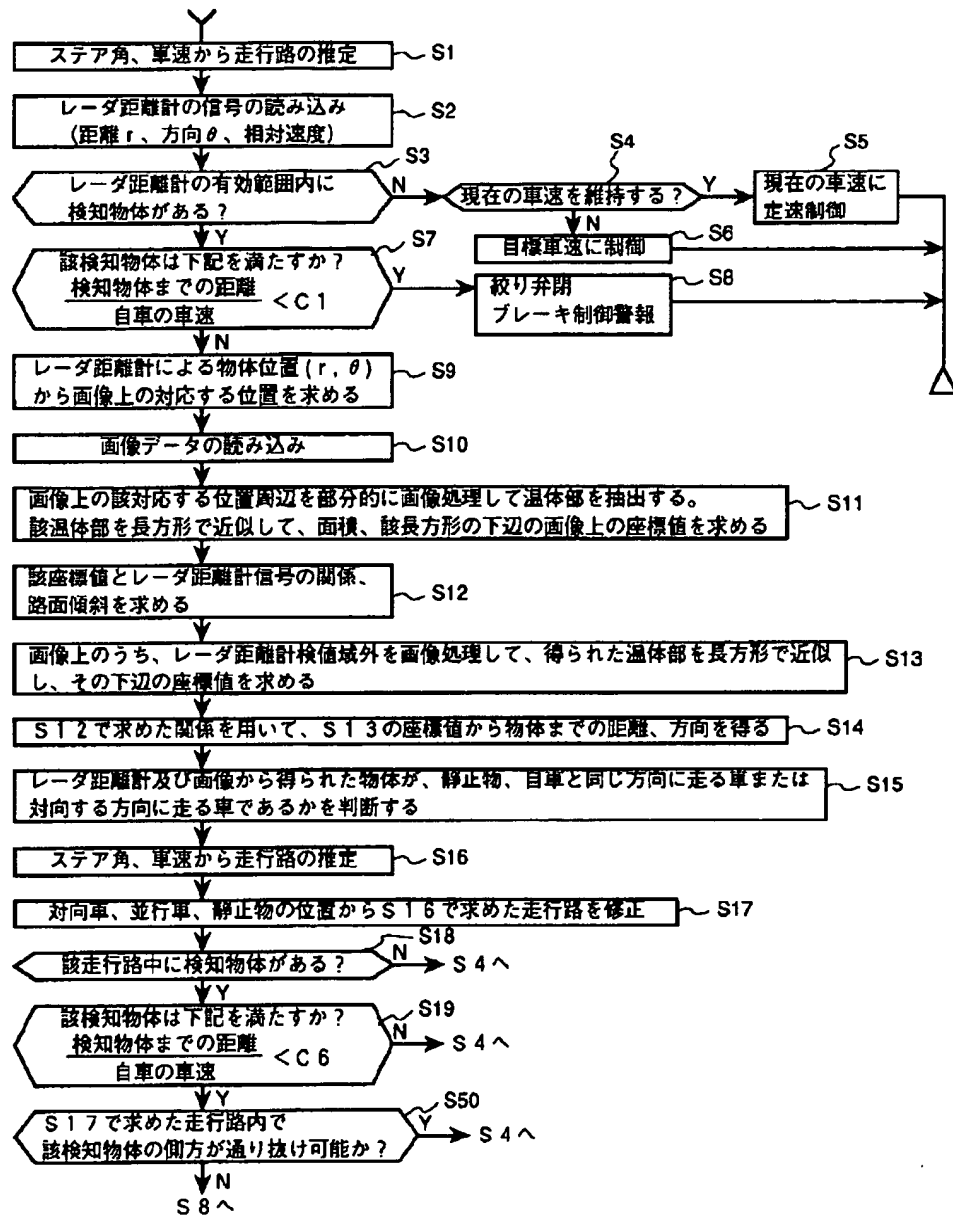 ステア角、車速から走行路の推定
S1
レーダ距離計の信号の読み込み
(距離r、方向θ、相対速度)
S2
レーダ距離計の有効範囲内に
検知物体がある?
S3
N
Y
現在の車速を維持する?
S4
Y
N
現在の車速に
定速制御
S5
目標車速に制御
S6
該検知物体は下記を満たすか?
検知物体までの距離
自車の車速
<C1
S7
Y
N
絞り弁閉
ブレーキ制御警報
S8
レーダ距離計による物体位置(r, θ)
から画像上の対応する位置を求める
S9
画像データの読み込み
S10
画像上の該対応する位置周辺を部分的に画像処理して温体部を抽出する。
該温体部を長方形で近似して、面積、該長方形の下辺の画像上の座標値を求める
S11
該座標値とレーダ距離計信号の関係、
路面傾斜を求める
S12
画像上のうち、レーダ距離計検値域外を画像処理して、得られた温体部を長方形で近似
し、その下辺の座標値を求める
S13
S12で求めた関係を用いて、S13の座標値から物体までの距離、方向を得る
S14
レーダ距離計及び画像から得られた物体が、静止物、自車と同じ方向に走る車または
対向する方向に走る車であるかを判断する
S15
ステア角、車速から走行路の推定
S16
対向車、並行車、静止物の位置からS16で求めた走行路を修正
S17
該走行路中に検知物体がある?
S18
N
S4へ
Y
該検知物体は下記を満たすか?
検知物体までの距離
自車の車速
<C6
S19
N
S4へ
Y
S17で求めた走行路内で
該検知物体の側方が通り抜け可能か?
S50
Y
S4へ
N
S8へ